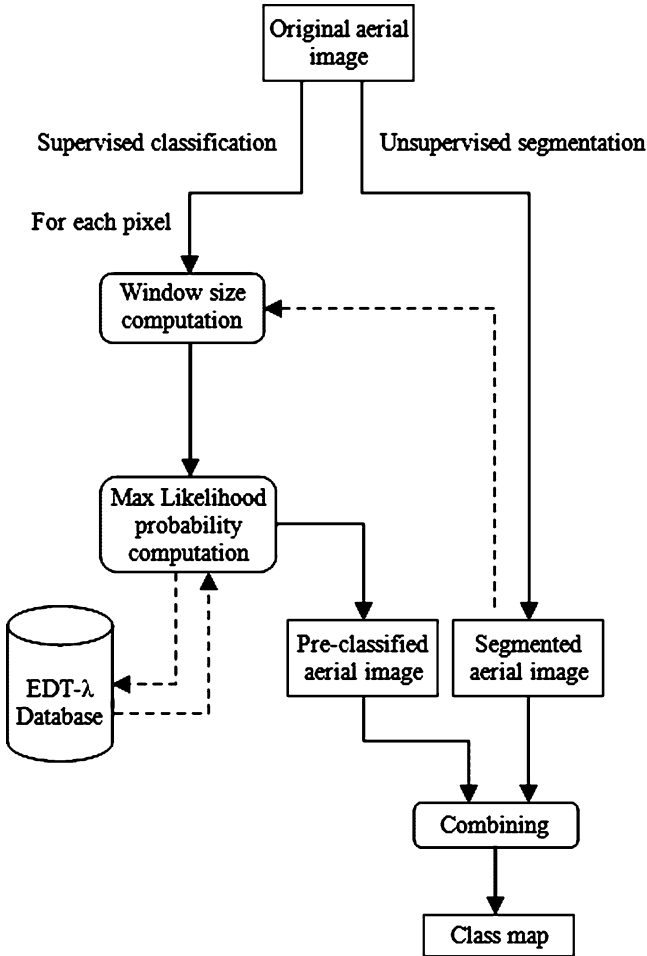 Original aerial
image
Supervised classification
Unsupervised segmentation
For each pixel
Window size
computation
Max Likelihood
probability
computation
EDT-λ
Database
Pre-classified
aerial image
Segmented
aerial image
Combining
Class map